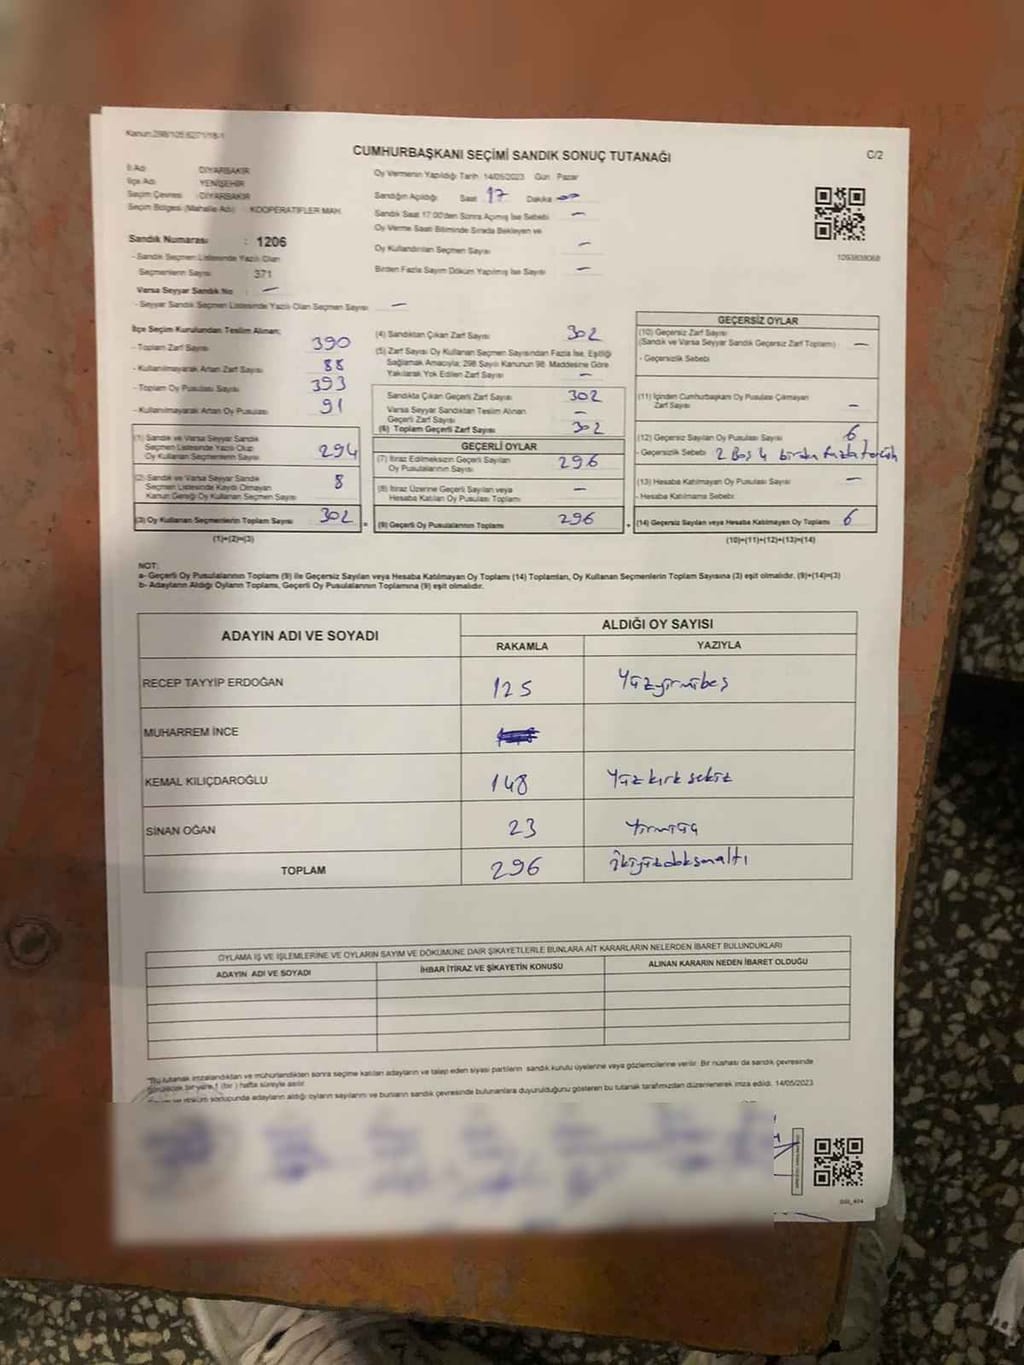 Kanun:298/105.6271/18-1
CUMHURBAŞKANI SEÇİMİ SANDIK SONUÇ TUTANAĞI
C/2
İl Adı : DİYARBAKIR
İlçe Adı : YENİŞEHİR
Seçim Çevresi : DİYARBAKIR
Seçim Bölgesi (Mahalle Adı) : KOOPERATİFLER MAH.
Sandık Numarası : 1206
- Sandık Seçmen Listesinde Yazılı Olan
Seçmenlerin Sayısı 371
Varsa Seyyar Sandık No : —
- Seyyar Sandık Seçmen Listesinde Yazılı Olan Seçmen Sayısı —
Oy Vermenin Yapıldığı Tarih: 14/05/2023 Gün: Pazar
Sandığın Açıldığı Saat 17 Dakika 00
Sandık Saat 17:00'den Sonra Açılmış İse Sebebi —
Oy Verme Saati Bitiminde Sırada Bekleyen ve
Oy Kullandırılan Seçmen Sayısı —
Birden Fazla Sayım Döküm Yapılmış İse Sayısı —
1093838068
İlçe Seçim Kurulundan Teslim Alınan;
- Toplam Zarf Sayısı 390
- Kullanılmayarak Artan Zarf Sayısı 88
- Toplam Oy Pusulası Sayısı 393
- Kullanılmayarak Artan Oy Pusulası 91
(1) Sandık ve Varsa Seyyar Sandık
Seçmen Listesinde Yazılı Olup
Oy Kullanan Seçmenlerin Sayısı 294
(2) Sandık ve Varsa Seyyar Sandık
Seçmen Listesinde Kaydı Olmayan
Kanun Gereği Oy Kullanan Seçmen Sayısı 8
(3) Oy Kullanan Seçmenlerin Toplam Sayısı 302
(1)+(2)=(3)
(4) Sandıktan Çıkan Zarf Sayısı 302
(5) Zarf Sayısı Oy Kullanan Seçmen Sayısından Fazla İse, Eşitliği
Sağlamak Amacıyla; 298 Sayılı Kanunun 98. Maddesine Göre
Yakılarak Yok Edilen Zarf Sayısı —
Sandıkta Çıkan Geçerli Zarf Sayısı 302
Varsa Seyyar Sandıktan Teslim Alınan
Geçerli Zarf Sayısı —
(6) Toplam Geçerli Zarf Sayısı 302
GEÇERLİ OYLAR
(7) İtiraz Edilmeksizin Geçerli Sayılan
Oy Pusulalarının Sayısı 296
(8) İtiraz Üzerine Geçerli Sayılan veya
Hesaba Katılan Oy Pusulası Toplamı —
(9) Geçerli Oy Pusulalarının Toplamı 296
GEÇERSİZ OYLAR
(10) Geçersiz Zarf Sayısı
(Sandık ve Varsa Seyyar Sandık Geçersiz Zarf Toplamı) —
- Geçersizlik Sebebi
(11) İçinden Cumhurbaşkanı Oy Pusulası Çıkmayan
Zarf Sayısı —
(12) Geçersiz Sayılan Oy Pusulası Sayısı 6
- Geçersizlik Sebebi 2 Boş 4 birden fazla tercih
(13) Hesaba Katılmayan Oy Pusulası Sayısı —
- Hesaba Katılmama Sebebi
(14) Geçersiz Sayılan veya Hesaba Katılmayan Oy Toplamı 6
(10)+(11)+(12)+(13)=(14)
NOT:
a- Geçerli Oy Pusulalarının Toplamı (9) ile Geçersiz Sayılan veya Hesaba Katılmayan Oy Toplamı (14) Toplamları, Oy Kullanan Seçmenlerin Toplam Sayısına (3) eşit olmalıdır. (9)+(14)=(3)
b- Adayların Aldığı Oyların Toplamı, Geçerli Oy Pusulalarının Toplamına (9) eşit olmalıdır.
ADAYIN ADI VE SOYADI
ALDIĞI OY SAYISI
RAKAMLA YAZIYLA
RECEP TAYYİP ERDOĞAN 125 Yüzyirmibeş
MUHARREM İNCE
KEMAL KILIÇDAROĞLU 148 Yüzkırksekiz
SİNAN OĞAN 23 Yirmiüç
TOPLAM 296 ikiyüzdoksanaltı
OYLAMA İŞ VE İŞLEMLERİNE VE OYLARIN SAYIM VE DÖKÜMÜNE DAİR ŞİKAYETLERLE BUNLARA AİT KARARLARIN NELERDEN İBARET BULUNDUKLARI
ADAYIN ADI VE SOYADI İHBAR İTİRAZ VE ŞİKAYETİN KONUSU ALINAN KARARIN NEDEN İBARET OLDUĞU
"Bu tutanak imzalandıktan ve mühürlendikten sonra seçime katılan adayların ve talep eden siyasi partilerin sandık kurulu üyelerine veya gözlemcilerine verilir. Bir nüshası da sandık çevresinde
görülecek bir yere 1 (bir) hafta süreyle asılır.
ve döküm sonucunda adayların aldığı oyların sayılarını ve bunların sandık çevresinde bulunanlara duyurulduğunu gösteren bu tutanak tarafımızdan düzenlenerek imza edildi. 14/05/2023